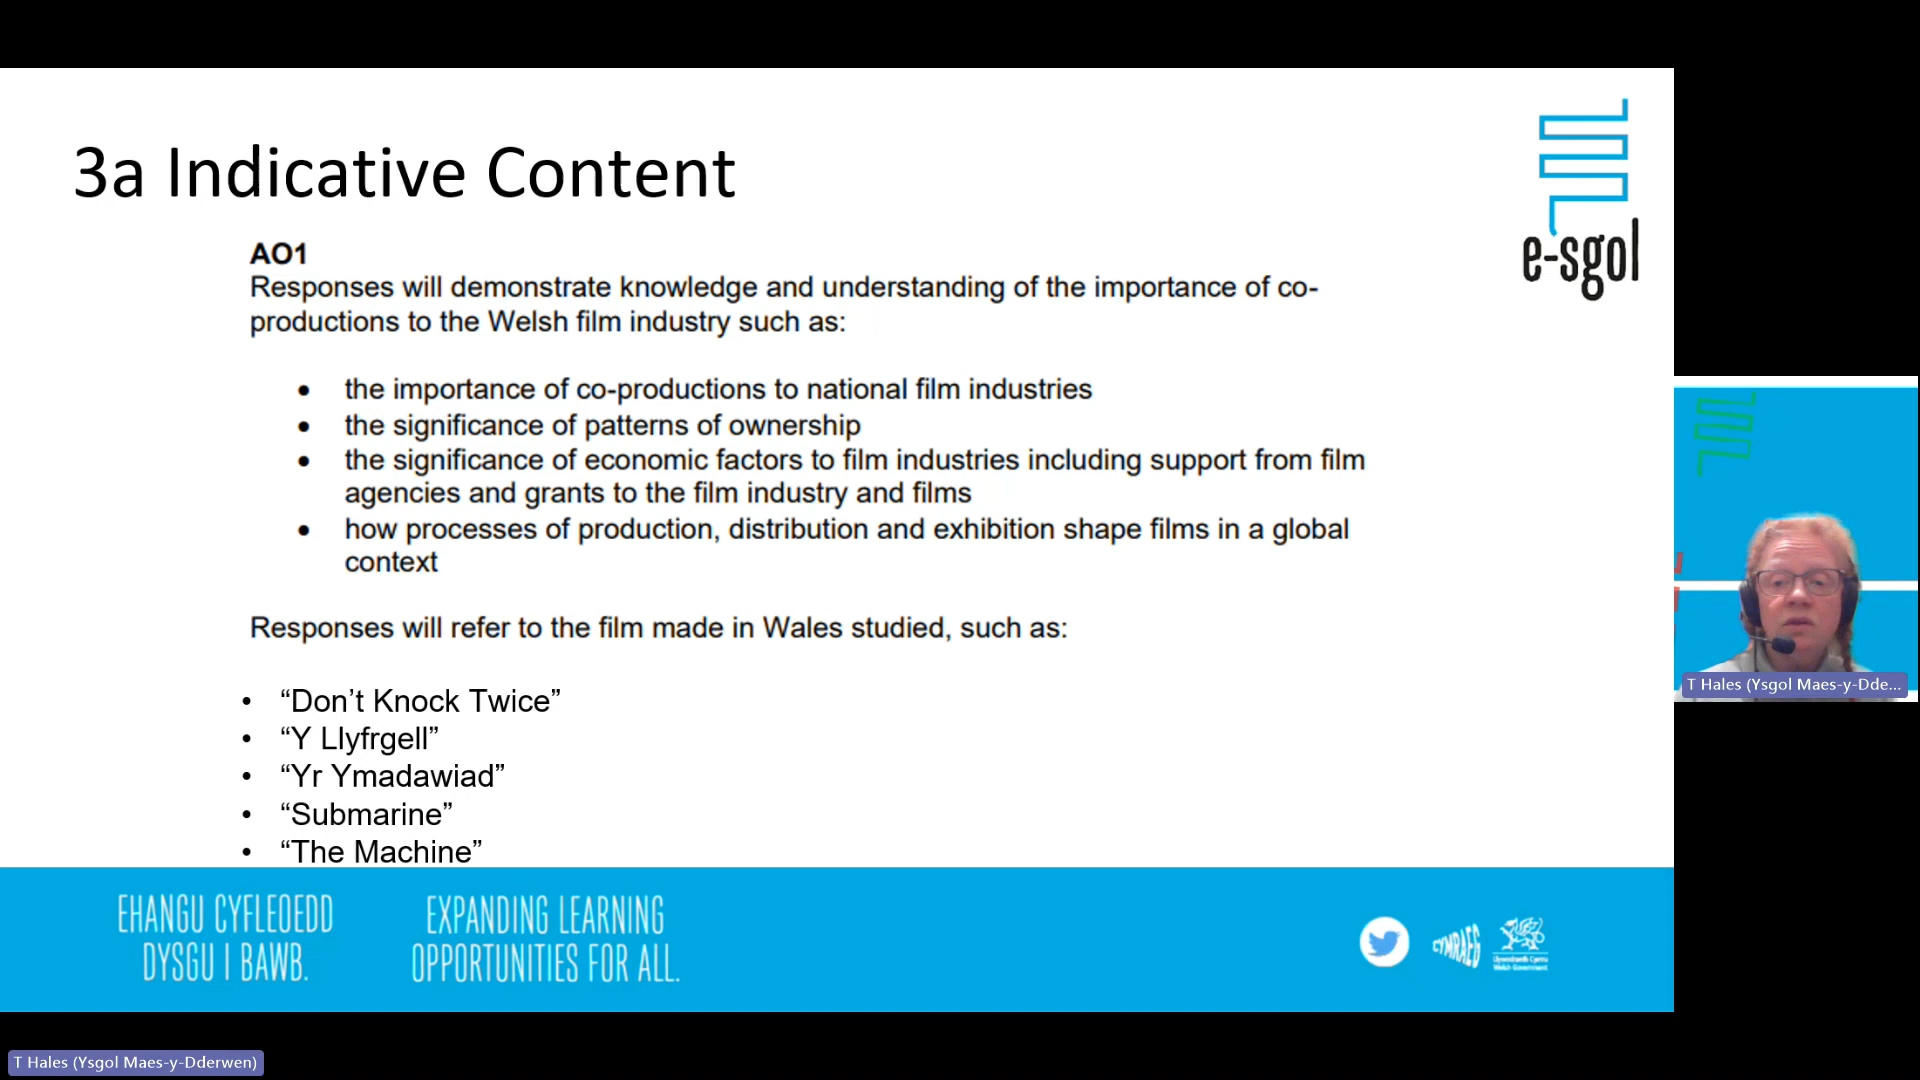 3a Indicative Content
e-sgol
AO1
Responses will demonstrate knowledge and understanding of the importance of co-
productions to the Welsh film industry such as:
• the importance of co-productions to national film industries
• the significance of patterns of ownership
• the significance of economic factors to film industries including support from film
agencies and grants to the film industry and films
• how processes of production, distribution and exhibition shape films in a global
context
Responses will refer to the film made in Wales studied, such as:
• “Don’t Knock Twice”
• “Y Llyfrgell”
• “Yr Ymadawiad”
• “Submarine”
• “The Machine”
EHANGU CYFLEOEDD
DYSGU I BAWB.
EXPANDING LEARNING
OPPORTUNITIES FOR ALL.
CYMRAEG
Llywodraeth Cymru
Welsh Government
T Hales (Ysgol Maes-y-Dde...
T Hales (Ysgol Maes-y-Dderwen)